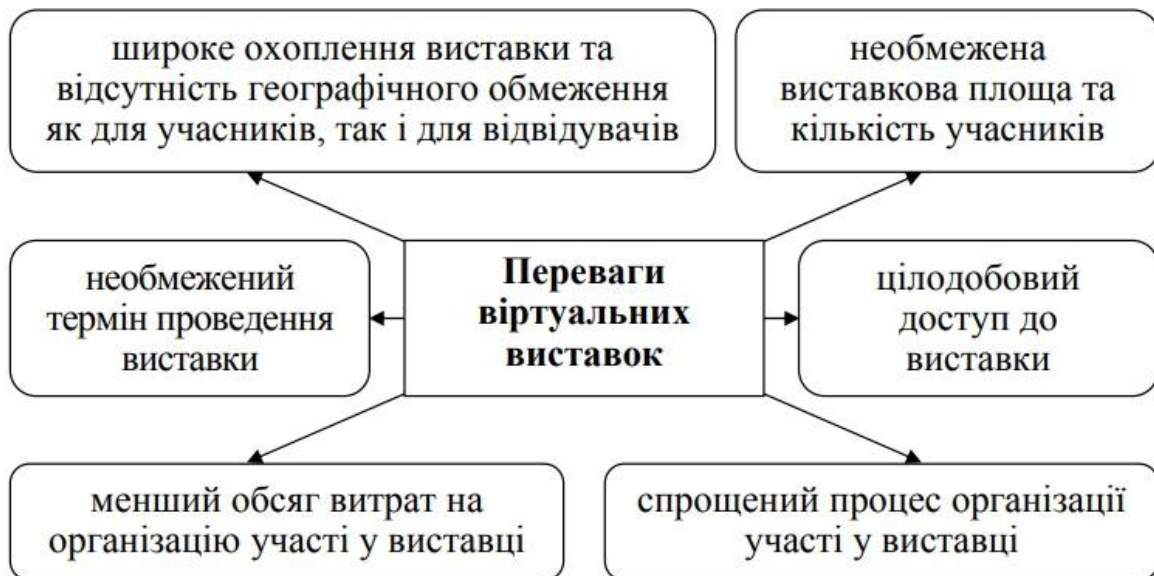 широке охоплення виставки та
відсутність географічного обмеження
як для учасників, так і для відвідувачів
необмежена
виставкова площа та
кількість учасників
необмежений
термін проведення
виставки
Переваги
віртуальних
виставок
цілодобовий
доступ до
виставки
менший обсяг витрат на
організацію участі у виставці
спрощений процес організації
участі у виставці